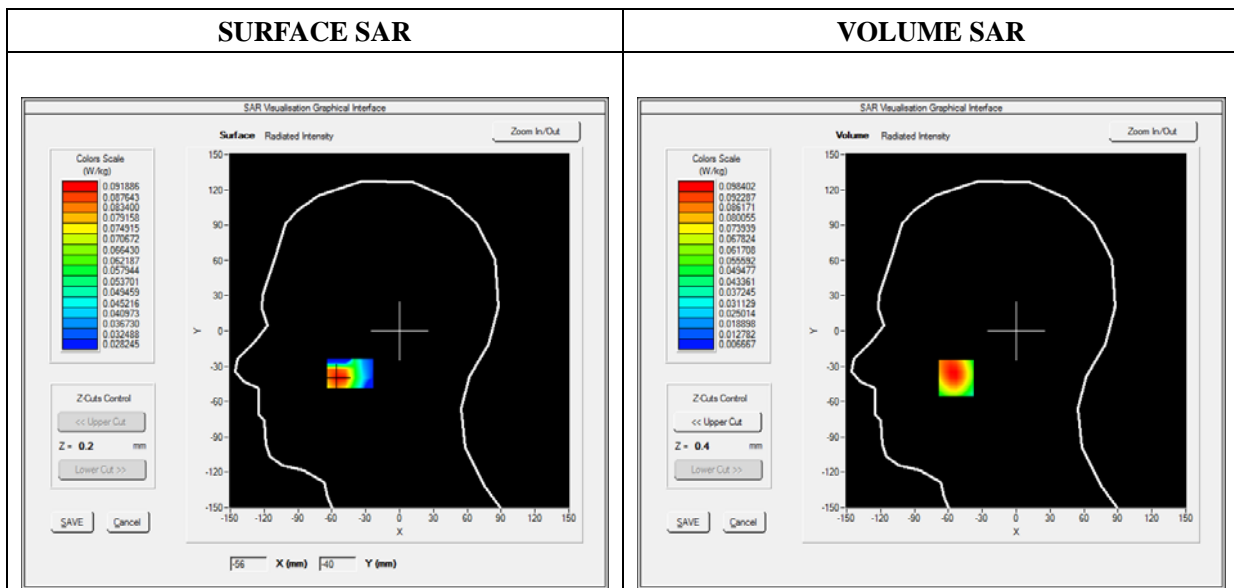 SURFACE SAR
VOLUME SAR
SAR Visualisation Graphical Interface
Surface Radiated Intensity
Zoom In/Out
Colors Scale
(W/kg)
0.091886
0.087643
0.083400
0.079158
0.074915
0.070672
0.066430
0.062187
0.057944
0.053701
0.049459
0.045216
0.040973
0.036730
0.032488
0.028245
Z-Cuts Control
<< Upper Cut
Z = 0.2 mm
Lower Cut >>
SAVE Cancel
150
120
90
60
30
0
-30
-60
-90
-120
-150
Y
-150 -120 -90 -60 -30 0 30 60 90 120 150
X
-56 X (mm) -40 Y (mm)
SAR Visualisation Graphical Interface
Volume Radiated Intensity
Zoom In/Out
Colors Scale
(W/kg)
0.098402
0.092287
0.086171
0.080055
0.073939
0.067824
0.061708
0.055592
0.049477
0.043361
0.037245
0.031129
0.025014
0.018898
0.012782
0.006667
Z-Cuts Control
<< Upper Cut
Z = 0.4 mm
Lower Cut >>
SAVE Cancel
150
120
90
60
30
0
-30
-60
-90
-120
-150
Y
-150 -120 -90 -60 -30 0 30 60 90 120 150
X